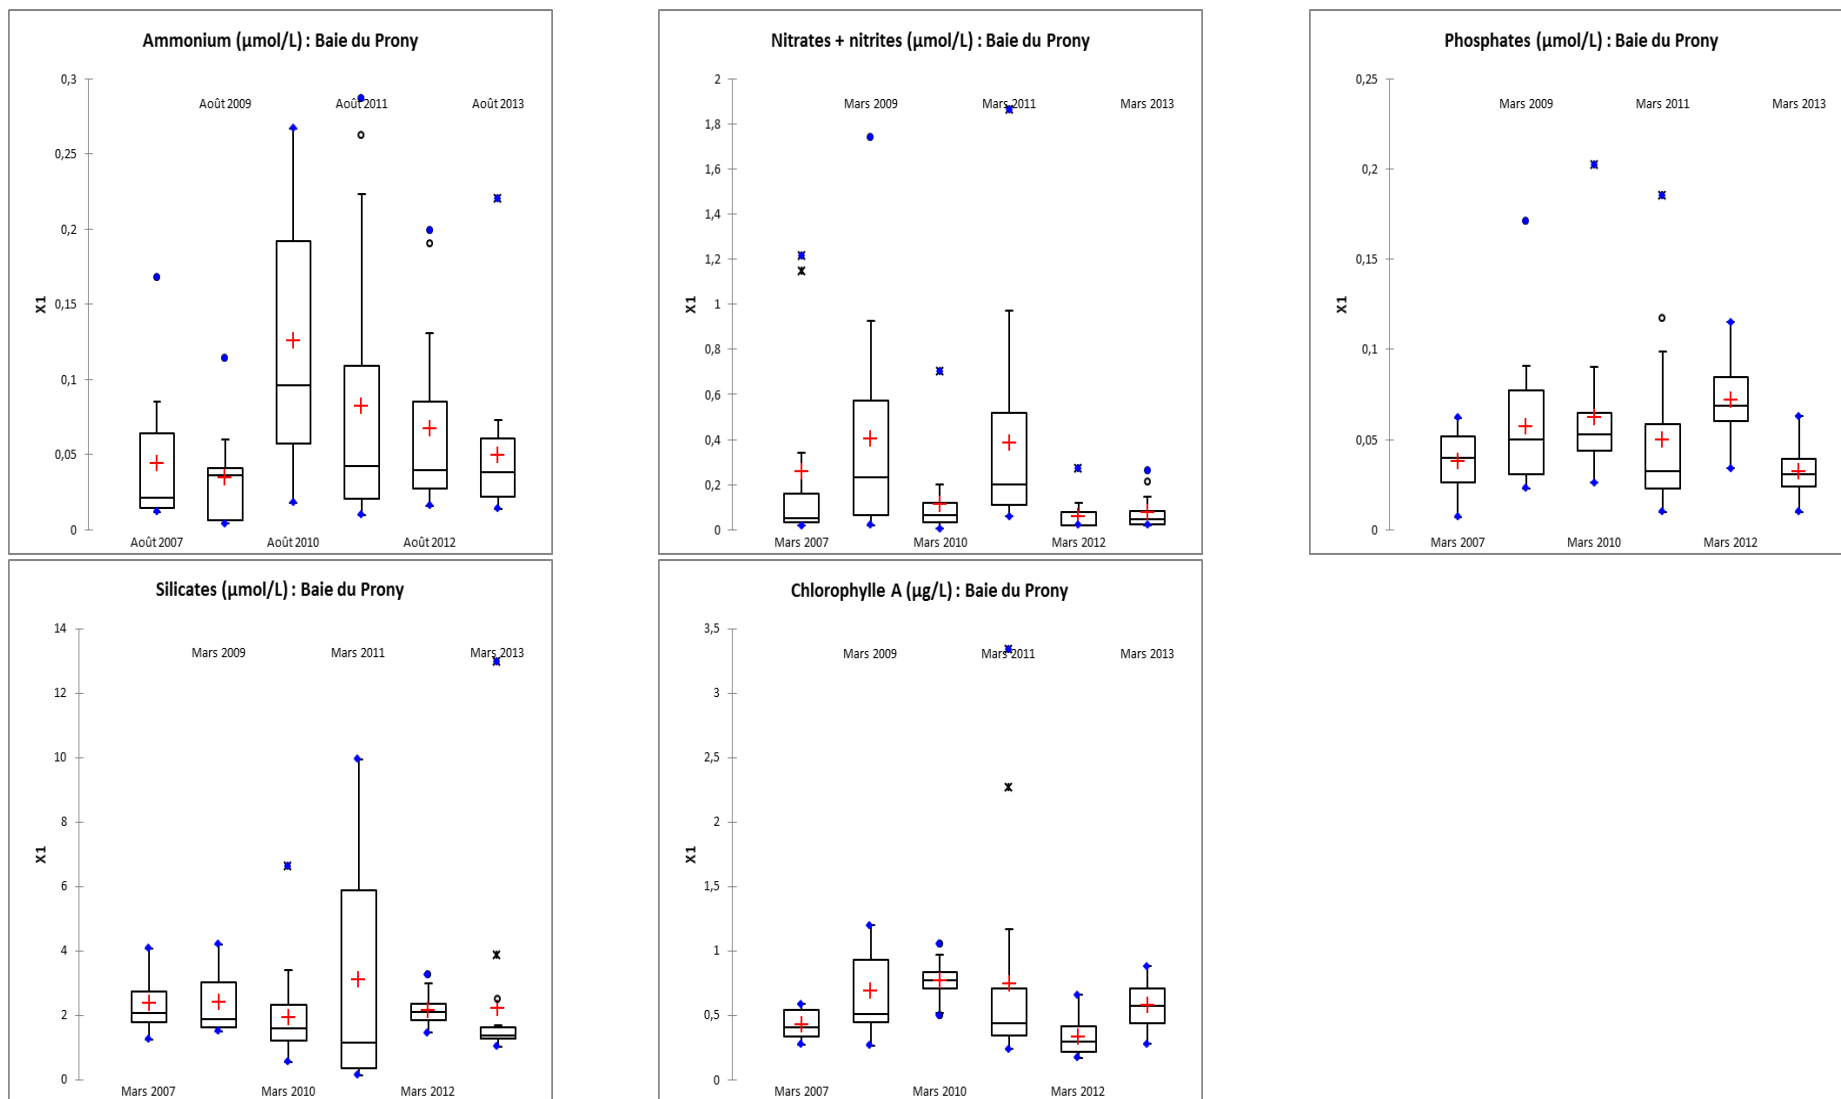 Ammonium (µmol/L) : Baie du Prony
0,3
0,25
0,2
0,15
0,1
0,05
0
X1
Août 2009
Août 2011
Août 2013
Août 2007
Août 2010
Août 2012
Nitrates + nitrites (µmol/L) : Baie du Prony
2
1,8
1,6
1,4
1,2
1
0,8
0,6
0,4
0,2
0
X1
Mars 2009
Mars 2011
Mars 2013
Mars 2007
Mars 2010
Mars 2012
Phosphates (µmol/L) : Baie du Prony
0,25
0,2
0,15
0,1
0,05
0
X1
Mars 2009
Mars 2011
Mars 2013
Mars 2007
Mars 2010
Mars 2012
Silicates (µmol/L) : Baie du Prony
14
12
10
8
6
4
2
0
X1
Mars 2009
Mars 2011
Mars 2013
Mars 2007
Mars 2010
Mars 2012
Chlorophylle A (µg/L) : Baie du Prony
3,5
3
2,5
2
1,5
1
0,5
0
X1
Mars 2009
Mars 2011
Mars 2013
Mars 2007
Mars 2010
Mars 2012